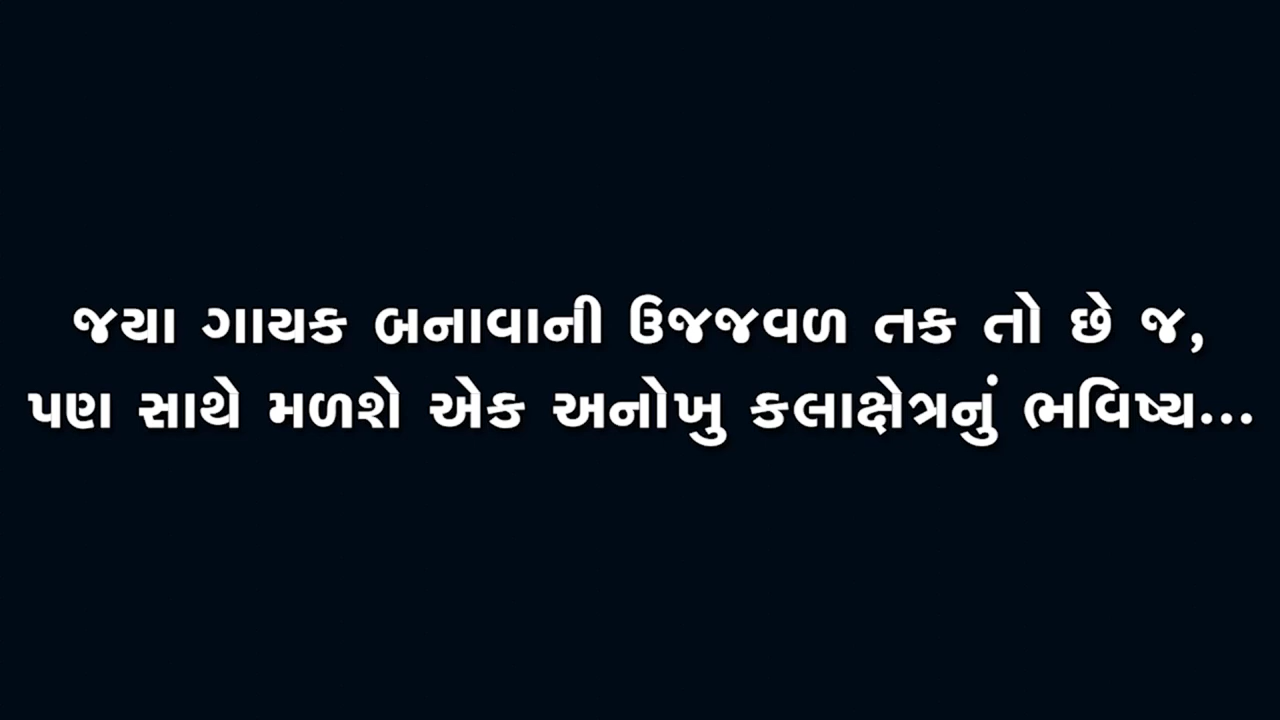 જયા ગાયક બનાવાની ઉજજવળ તક તો છે જ,
પણ સાથે મળશે એક અનોખુ કલાક્ષેત્રનું ભવિષ્ય...